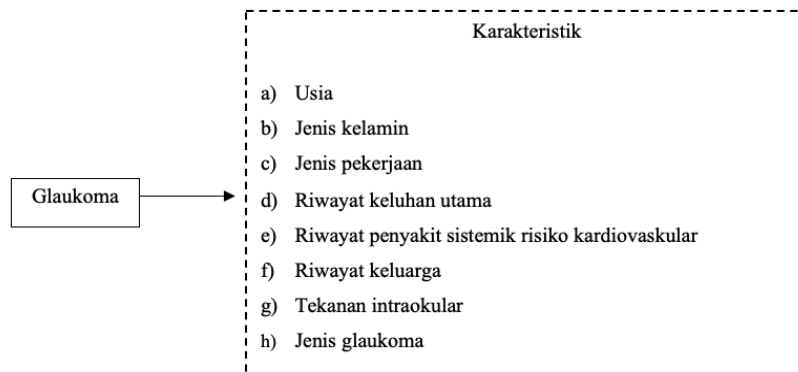 Karakteristik
a) Usia
b) Jenis kelamin
c) Jenis pekerjaan
Glaukoma
d) Riwayat keluhan utama
e) Riwayat penyakit sistemik risiko kardiovaskular
f) Riwayat keluarga
g) Tekanan intraokular
h) Jenis glaukoma